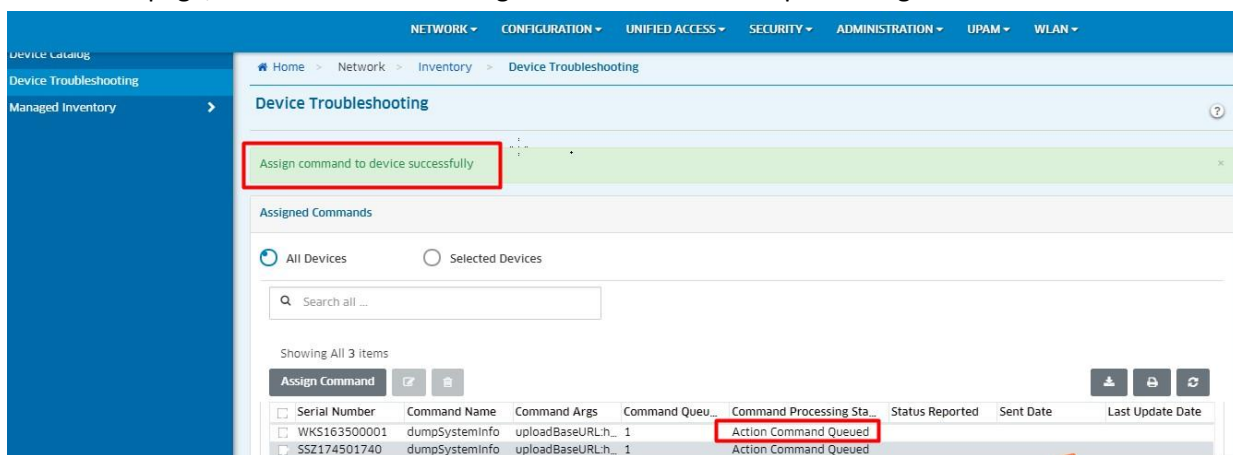 NETWORK CONFIGURATION UNIFIED ACCESS SECURITY ADMINISTRATION UPAM WLAN
Device Catalog
Home > Network > Inventory > Device Troubleshooting
Device Troubleshooting
Managed Inventory
Device Troubleshooting
?
Assign command to device successfully ×
Assigned Commands
All Devices Selected Devices
Search all ...
Showing All 3 items
Assign Command
Serial Number Command Name Command Args Command Queu... Command Processing Sta... Status Reported Sent Date Last Update Date
WKS163500001 dumpSystemInfo uploadBaseURL:h... 1 Action Command Queued
SSZ174501740 dumpSystemInfo uploadBaseURL:h... 1 Action Command Queued